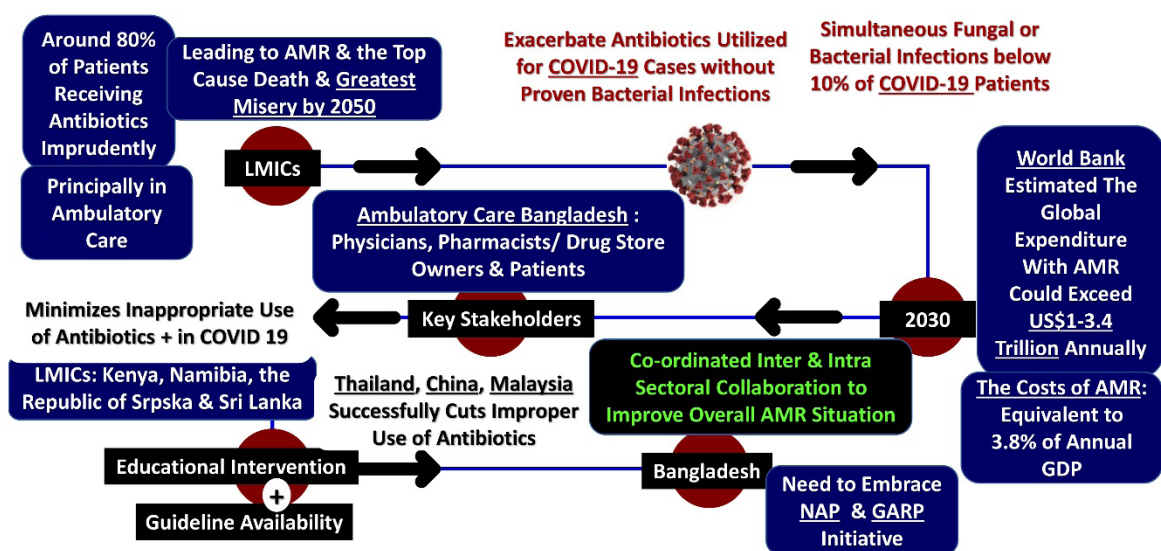 Around 80%
of Patients
Receiving
Antibiotics
Imprudently
Principally in
Ambulatory
Care
Leading to AMR & the Top
Cause Death & Greatest
Misery by 2050
LMICs
Exacerbate Antibiotics Utilized
for COVID-19 Cases without
Proven Bacterial Infections
Simultaneous Fungal or
Bacterial Infections below
10% of COVID-19 Patients
World Bank
Estimated The
Global
Expenditure
With AMR
Could Exceed
US$1-3.4
Trillion Annually
The Costs of AMR:
Equivalent to
3.8% of Annual
GDP
2030
Ambulatory Care Bangladesh :
Physicians, Pharmacists/ Drug Store
Owners & Patients
Key Stakeholders
Minimizes Inappropriate Use
of Antibiotics + in COVID 19
LMICs: Kenya, Namibia, the
Republic of Srpska & Sri Lanka
Educational Intervention
+
Guideline Availability
Thailand, China, Malaysia
Successfully Cuts Improper
Use of Antibiotics
Co-ordinated Inter & Intra
Sectoral Collaboration to
Improve Overall AMR Situation
Bangladesh
Need to Embrace
NAP & GARP
Initiative